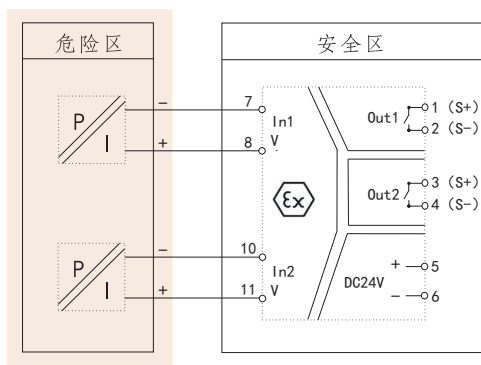 危险区
安全区
P
I
−
+
7
8
In1
V
Out1
1 (S+)
2 (S-)
Ex
Out2
3 (S+)
4 (S-)
P
I
−
+
10
11
In2
V
DC24V
+
5
−
6